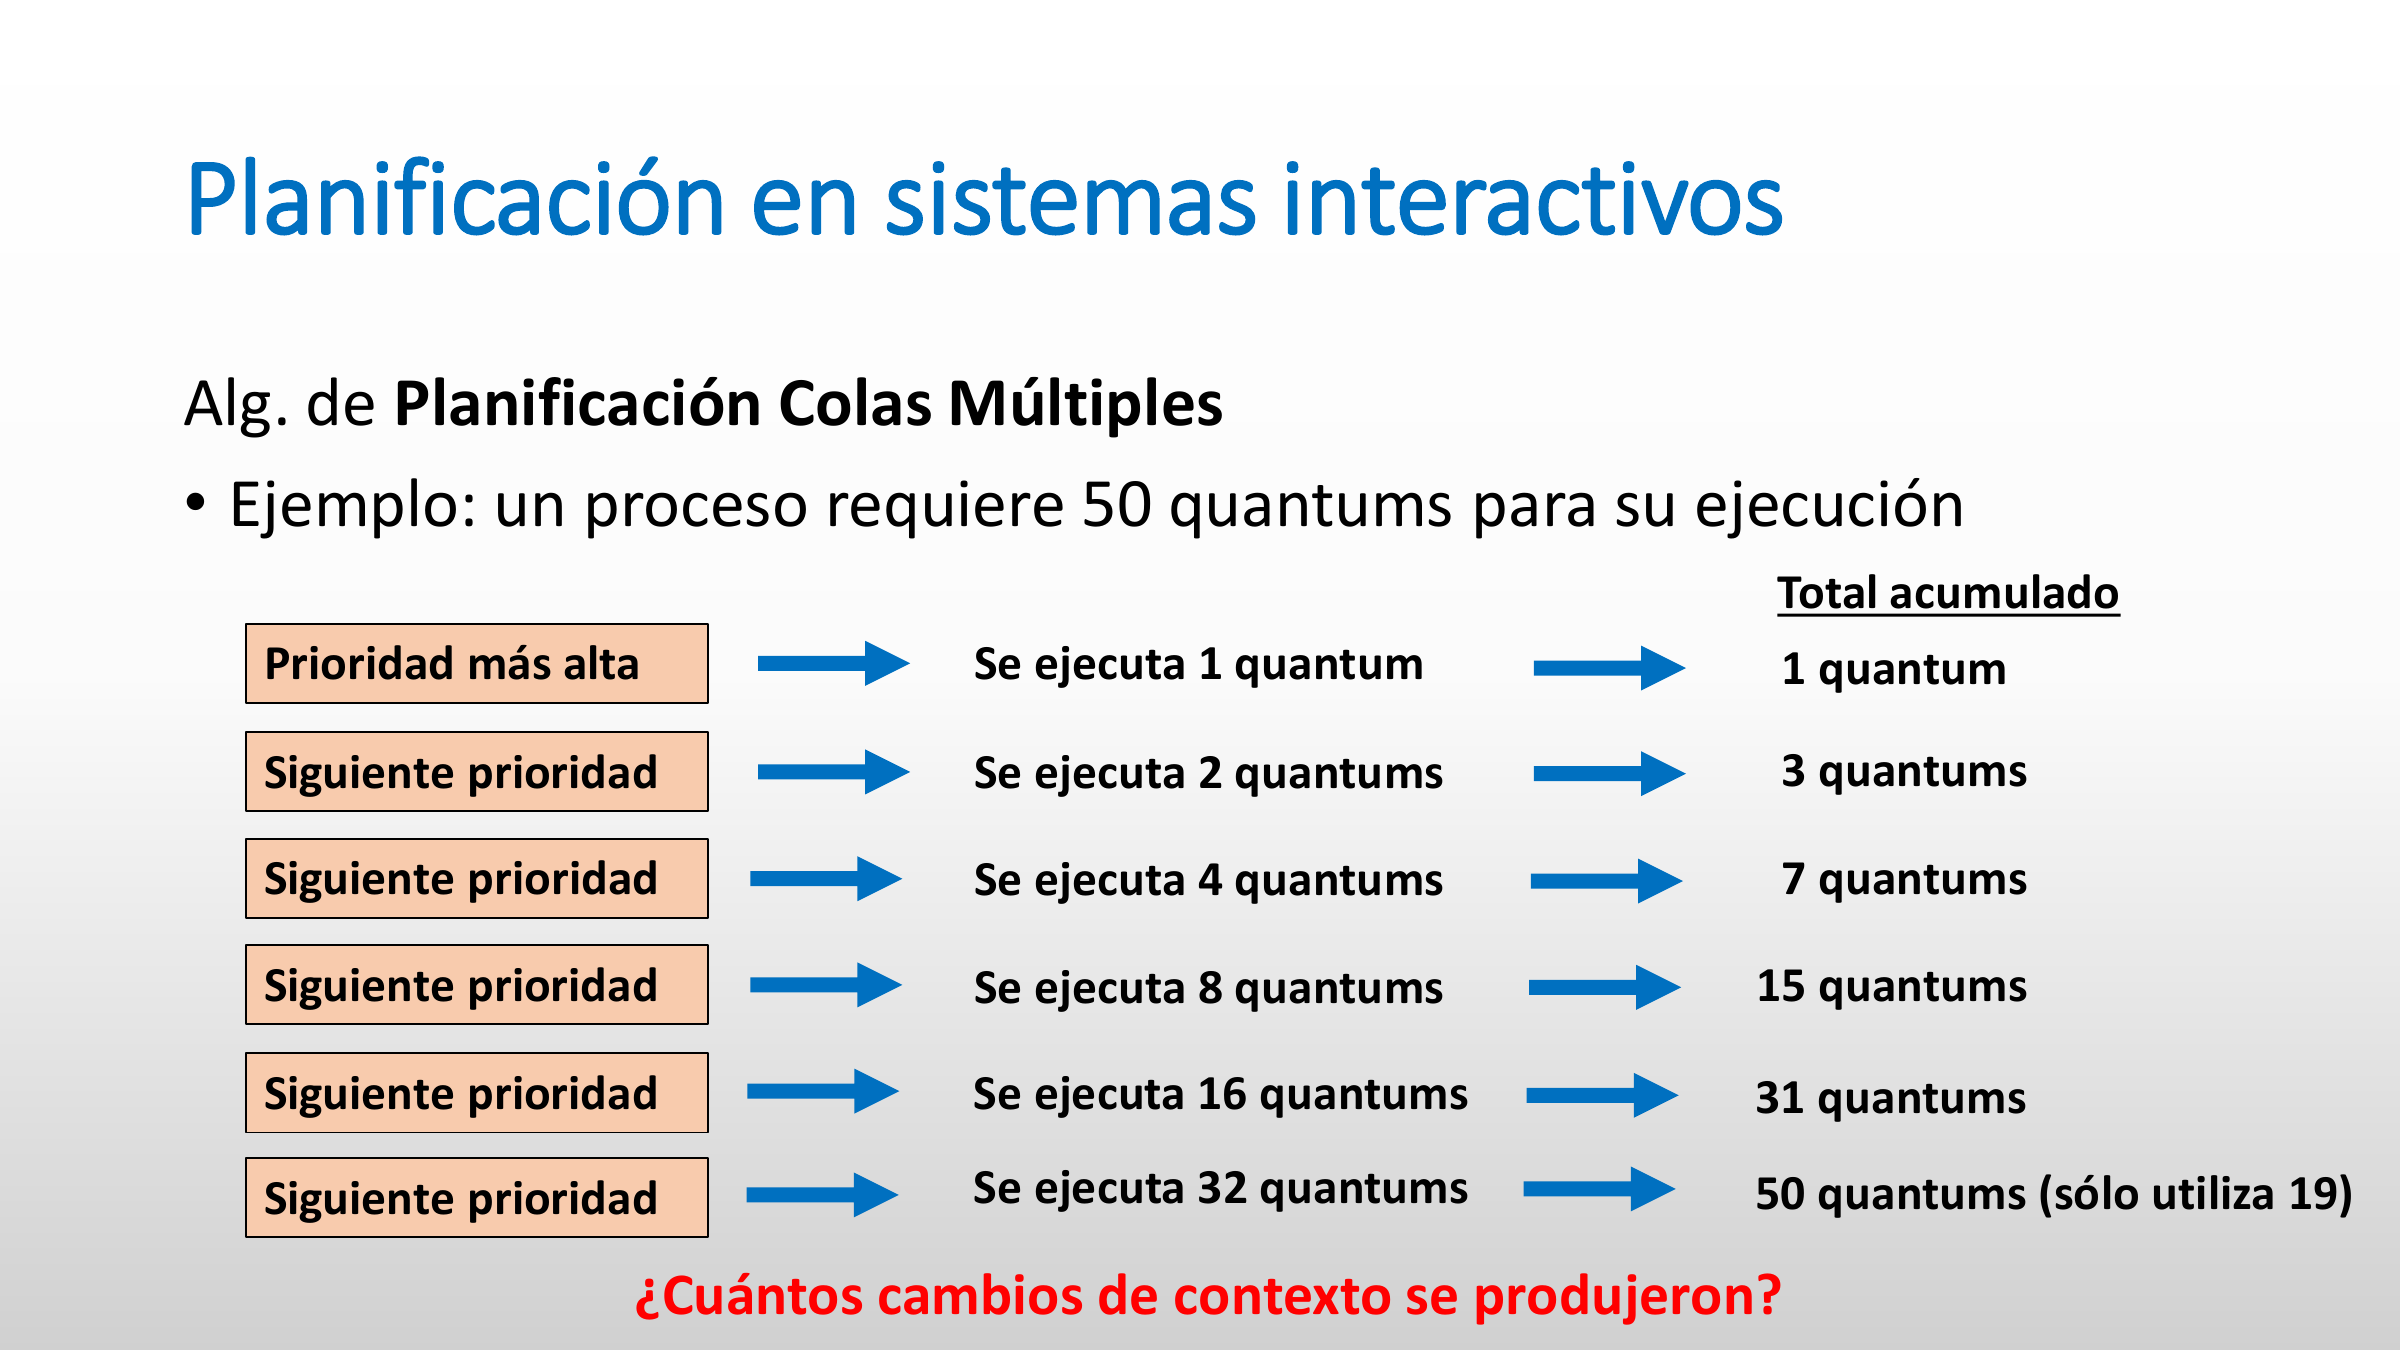 Planificación en sistemas interactivos
Alg. de Planificación Colas Múltiples
• Ejemplo: un proceso requiere 50 quantums para su ejecución
Total acumulado
Prioridad más alta Se ejecuta 1 quantum 1 quantum
Siguiente prioridad Se ejecuta 2 quantums 3 quantums
Siguiente prioridad Se ejecuta 4 quantums 7 quantums
Siguiente prioridad Se ejecuta 8 quantums 15 quantums
Siguiente prioridad Se ejecuta 16 quantums 31 quantums
Siguiente prioridad Se ejecuta 32 quantums 50 quantums (sólo utiliza 19)
¿Cuántos cambios de contexto se produjeron?